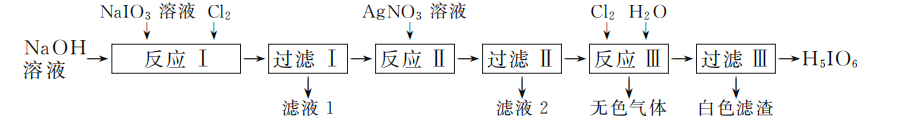 NaIO₃ 溶液 Cl₂ AgNO₃ 溶液 Cl₂ H₂O
NaOH
溶液
反应 Ⅰ
过滤 Ⅰ
反应 Ⅱ
过滤 Ⅱ
反应 Ⅲ
过滤 Ⅲ
H₅IO₆
滤液 1
滤液 2
无色气体
白色滤渣